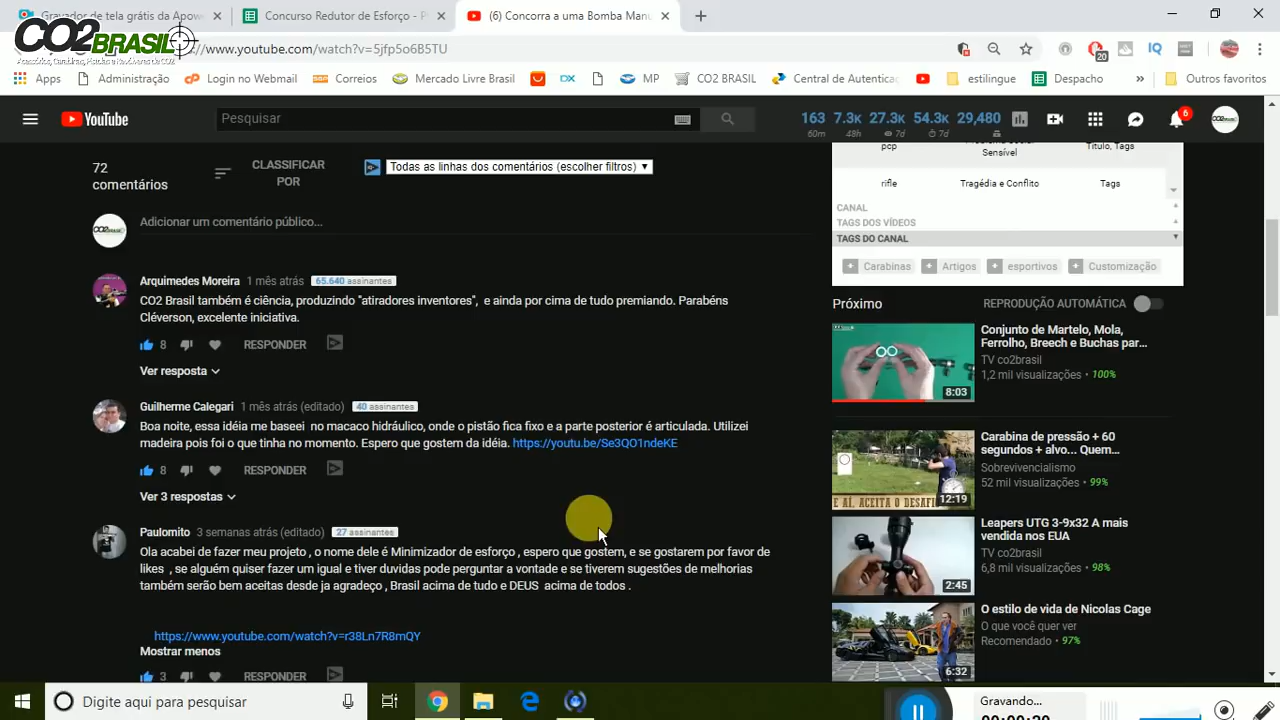 Gravador de tela grátis da Apowe
Concurso Redutor de Esforço - P
(6) Concorra a uma Bomba Manu
CO2BRASIL
//www.youtube.com/watch?v=5jfp5o6B5TU
20
IQ
Apps
Administração
Login no Webmail
Correios
Mercado Livre Brasil
DX
MP
CO2 BRASIL
Central de Autenticaç
estilingue
Despacho
»
Outros favoritos
YouTube
Pesquisar
163 7.3K 27.3K 54.3K 29,480
60m 48h 7d 7d
6
72
comentários
CLASSIFICAR
POR
Todas as linhas dos comentários (escolher filtros)
Adicionar um comentário público...
Arquimedes Moreira 1 mês atrás 65.640 assinantes
CO2 Brasil também é ciência, produzindo "atiradores inventores", e ainda por cima de tudo premiando. Parabéns
Cléverson, excelente iniciativa.
8 RESPONDER
Ver resposta
Guilherme Calegari 1 mês atrás (editado) 40 assinantes
Boa noite, essa idéia me baseei no macaco hidráulico, onde o pistão fica fixo e a parte posterior é articulada. Utilizei
madeira pois foi o que tinha no momento. Espero que gostem da idéia. https://youtu.be/Se3QO1ndeKE
8 RESPONDER
Ver 3 respostas
Paulomito 3 semanas atrás (editado) 27 assinantes
Ola acabei de fazer meu projeto , o nome dele é Minimizador de esforço , espero que gostem, e se gostarem por favor de
likes , se alguém quiser fazer um igual e tiver duvidas pode perguntar a vontade e se tiverem sugestões de melhorias
também serão bem aceitas desde ja agradeço , Brasil acima de tudo e DEUS acima de todos .
https://www.youtube.com/watch?v=r38Ln7R8mQY
Mostrar menos
3 RESPONDER
pcp
Sensível
Título, Tags
rifle
Tragédia e Conflito
Tags
CANAL
TAGS DOS VÍDEOS
TAGS DO CANAL
+ Carabinas + Artigos + esportivos + Customização
Próximo
REPRODUÇÃO AUTOMÁTICA
8:03
Conjunto de Martelo, Mola,
Ferrolho, Breech e Buchas par...
TV co2brasil
1,2 mil visualizações • 100%
E AÍ, ACEITA O DESAFIO
12:19
Carabina de pressão + 60
segundos + alvo... Quem...
Sobrevivencialismo
52 mil visualizações • 99%
2:45
Leapers UTG 3-9x32 A mais
vendida nos EUA
TV co2brasil
6,8 mil visualizações • 98%
6:32
O estilo de vida de Nicolas Cage
O que você quer ver
Recomendado • 97%
Digite aqui para pesquisar
Gravando...